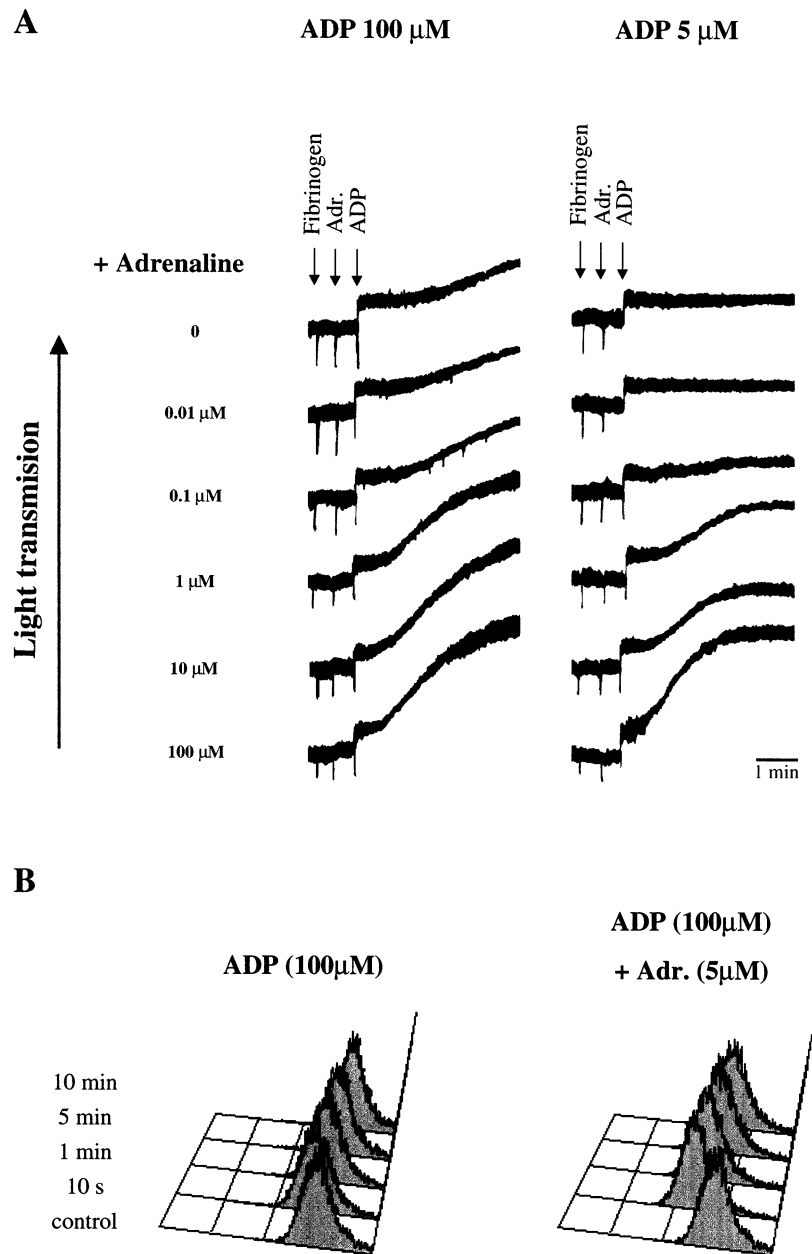 A
ADP 100 μM
ADP 5 μM
Fibrinogen
Adr.
ADP
Fibrinogen
Adr.
ADP
+ Adrenaline
0
0.01 μM
0.1 μM
1 μM
10 μM
100 μM
Light transmision
1 min
B
ADP (100μM)
ADP (100μM)
+ Adr. (5μM)
10 min
5 min
1 min
10 s
control